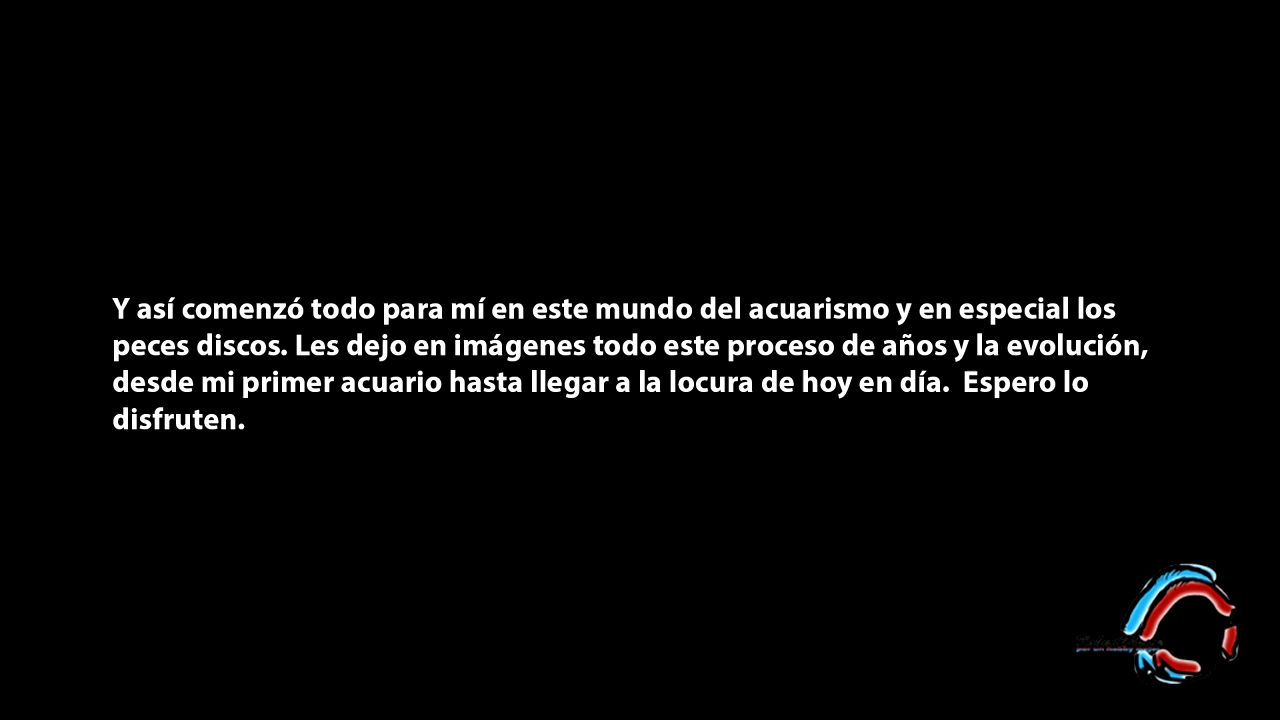 Y así comenzó todo para mí en este mundo del acuarismo y en especial los
peces discos. Les dejo en imágenes todo este proceso de años y la evolución,
desde mi primer acuario hasta llegar a la locura de hoy en día.  Espero lo
disfruten.